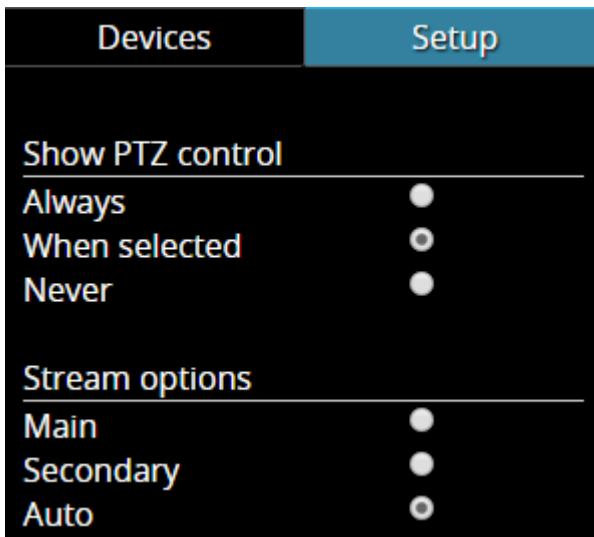 Devices Setup
Show PTZ control
Always
When selected
Never
Stream options
Main
Secondary
Auto